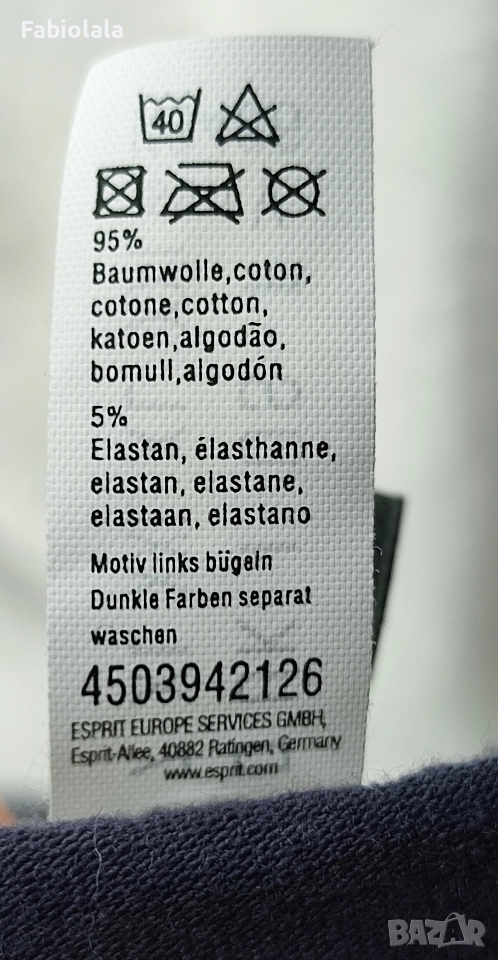 Fabiolala
40
95%
Baumwolle,coton,
cotone,cotton,
katoen,algodão,
bomull,algodón
5%
Elastan, élasthanne,
elastan, elastane,
elastaan, elastano
Motiv links bügeln
Dunkle Farben separat
waschen
4503942126
ESPRIT EUROPE SERVICES GMBH,
Esprit-Allee, 40882 Ratingen, Germany
www.esprit.com
BAZAR